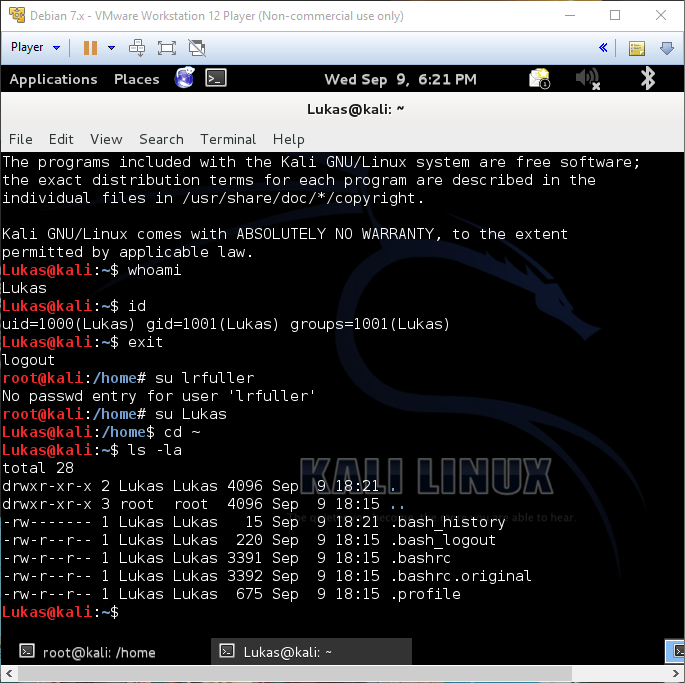 Debian 7.x - VMware Workstation 12 Player (Non-commercial use only)
Player
Applications Places Wed Sep 9, 6:21 PM
Lukas@kali: ~
File Edit View Search Terminal Help
The programs included with the Kali GNU/Linux system are free software;
the exact distribution terms for each program are described in the
individual files in /usr/share/doc/*/copyright.
Kali GNU/Linux comes with ABSOLUTELY NO WARRANTY, to the extent
permitted by applicable law.
Lukas@kali:~$ whoami
Lukas
Lukas@kali:~$ id
uid=1000(Lukas) gid=1001(Lukas) groups=1001(Lukas)
Lukas@kali:~$ exit
logout
root@kali:/home# su lrfuller
No passwd entry for user 'lrfuller'
root@kali:/home# su Lukas
Lukas@kali:/home$ cd ~
Lukas@kali:~$ ls -la
total 28
drwxr-xr-x 2 Lukas Lukas 4096 Sep  9 18:21 .
drwxr-xr-x 3 root  root  4096 Sep  9 18:15 ..
-rw------- 1 Lukas Lukas   15 Sep  9 18:21 .bash_history
-rw-r--r-- 1 Lukas Lukas  220 Sep  9 18:15 .bash_logout
-rw-r--r-- 1 Lukas Lukas 3391 Sep  9 18:15 .bashrc
-rw-r--r-- 1 Lukas Lukas 3392 Sep  9 18:15 .bashrc.original
-rw-r--r-- 1 Lukas Lukas  675 Sep  9 18:15 .profile
Lukas@kali:~$
KALI LINUX
able to hear.
root@kali: /home
Lukas@kali: ~